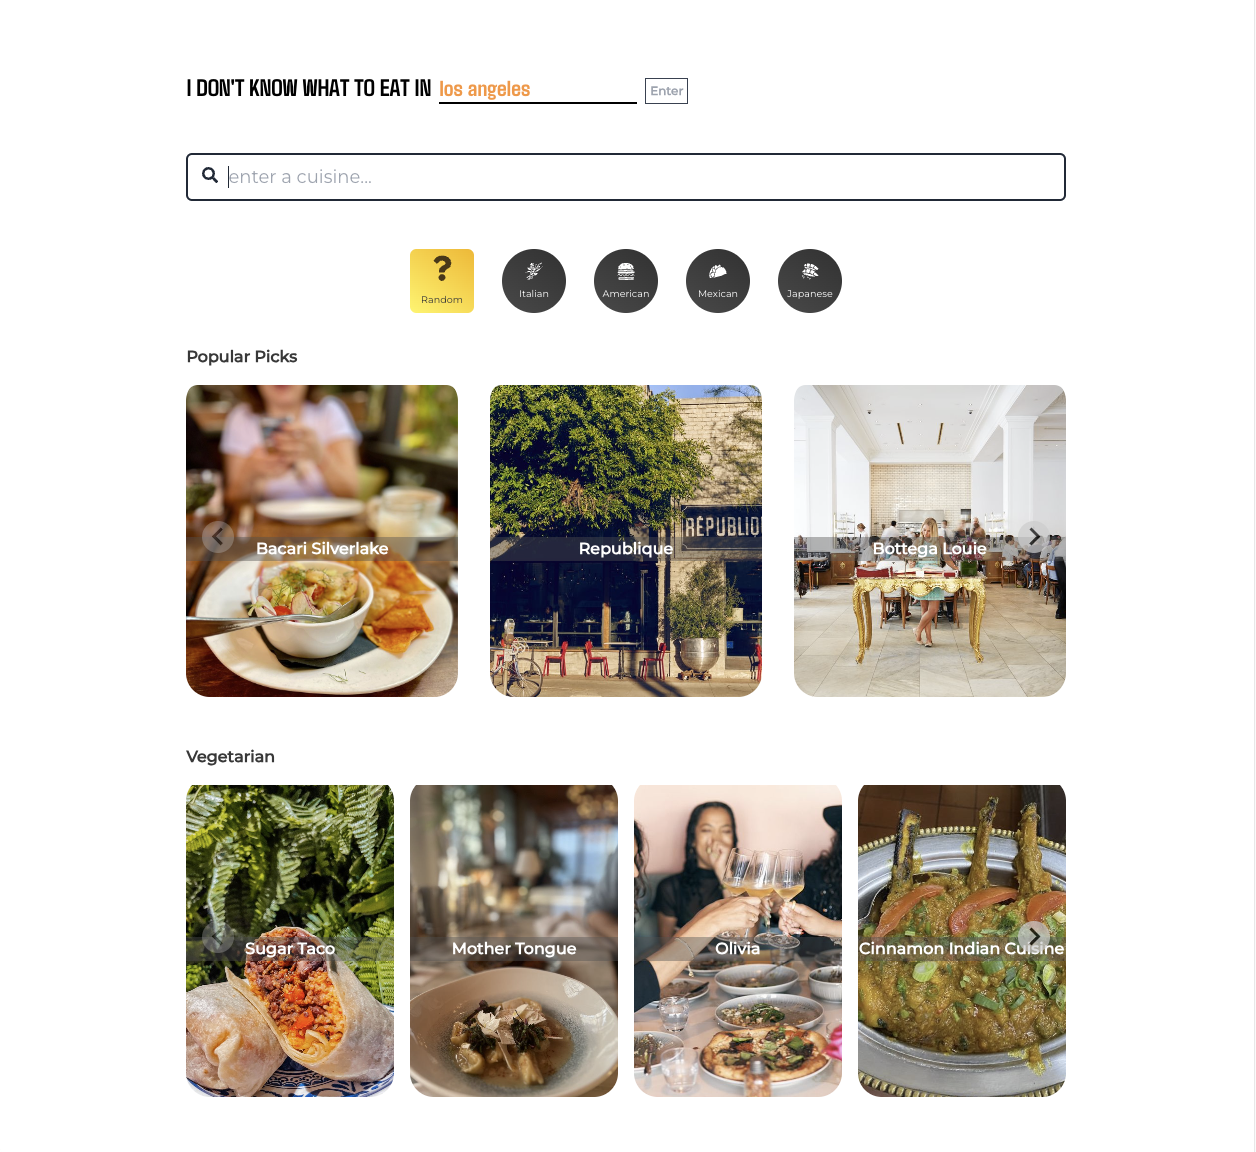 I DON'T KNOW WHAT TO EAT IN los angeles Enter
enter a cuisine...
?
Random Italian American Mexican Japanese
Popular Picks
RÉPUBLIQ
Bacari Silverlake Republique Bottega Louie
Vegetarian
Sugar Taco Mother Tongue Olivia Cinnamon Indian Cuisine